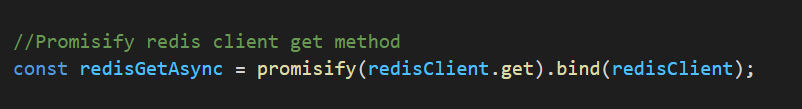 //Promisify redis client get method
const redisGetAsync = promisify(redisClient.get).bind(redisClient);